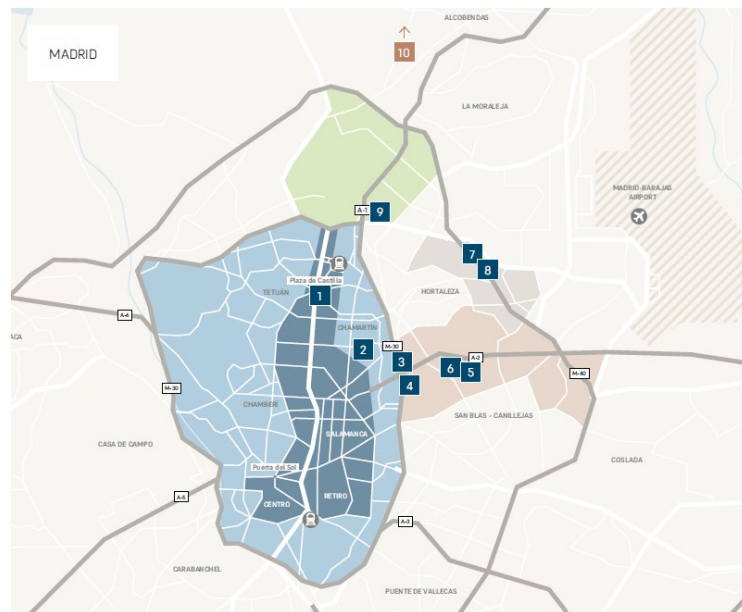 ALCOBENDAS
10
MADRID
LA MORALEJA
MADRID-BARAJAS
AIRPORT
A-1
9
7
8
Plaza de Castilla
1
TETUÁN
HORTALEZA
A-6
CHAMARTÍN
2
M-30
3
A-2
6
5
4
M-40
M-30
CHAMBERÍ
SAN BLAS - CANILLEJAS
SALAMANCA
CASA DE CAMPO
COSLADA
Puerta del Sol
A-5
RETIRO
CENTRO
A-3
CARABANCHEL
PUENTE DE VALLECAS